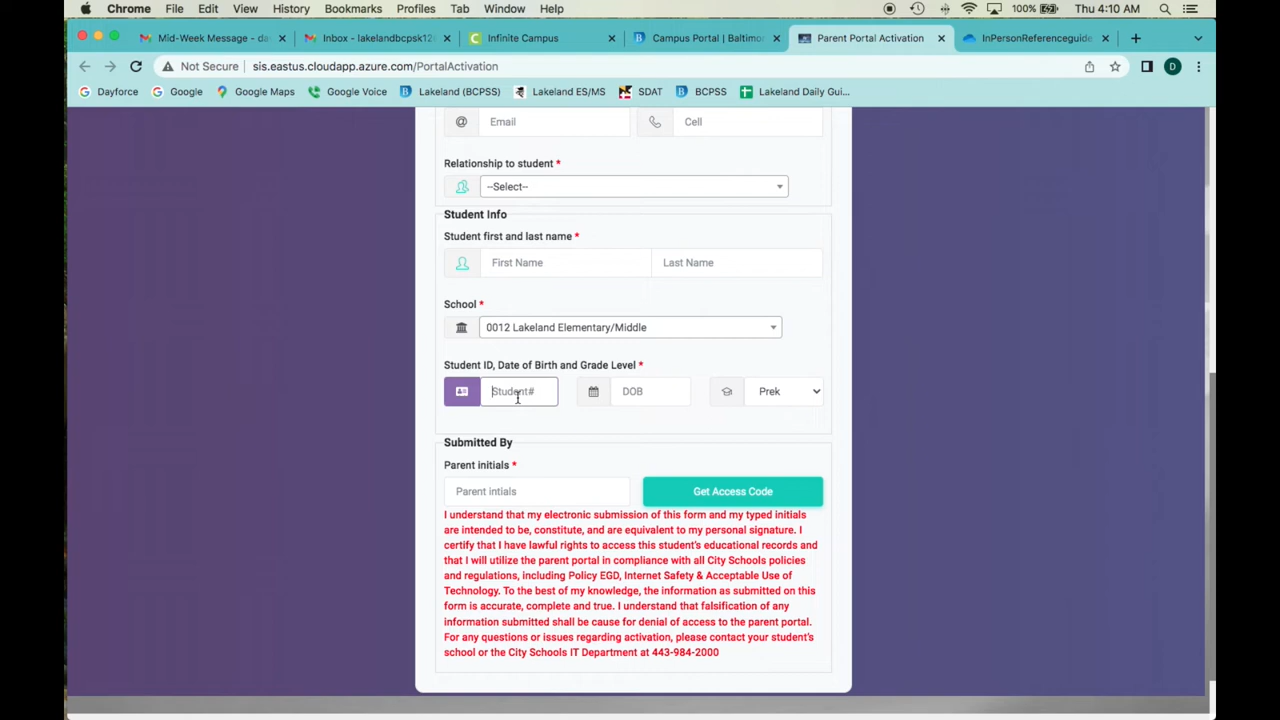 Chrome File Edit View History Bookmarks Profiles Tab Window Help 100% Thu 4:10 AM
Mid-Week Message - da
Inbox - lakelandbcpsk12
Infinite Campus
Campus Portal | Baltimo
Parent Portal Activation
InPersonReferenceguide
Not Secure sis.eastus.cloudapp.azure.com/PortalActivation D
Dayforce Google Google Maps Google Voice Lakeland (BCPSS) Lakeland ES/MS SDAT BCPSS Lakeland Daily Gui...
Email Cell
Relationship to student *
--Select--
Student Info
Student first and last name *
First Name Last Name
School *
0012 Lakeland Elementary/Middle
Student ID, Date of Birth and Grade Level *
Student# DOB Prek
Submitted By
Parent initials *
Parent intials Get Access Code
I understand that my electronic submission of this form and my typed initials
are intended to be, constitute, and are equivalent to my personal signature. I
certify that I have lawful rights to access this student's educational records and
that I will utilize the parent portal in compliance with all City Schools policies
and regulations, including Policy EGD, Internet Safety & Acceptable Use of
Technology. To the best of my knowledge, the information as submitted on this
form is accurate, complete and true. I understand that falsification of any
information submitted shall be cause for denial of access to the parent portal.
For any questions or issues regarding activation, please contact your student's
school or the City Schools IT Department at 443-984-2000